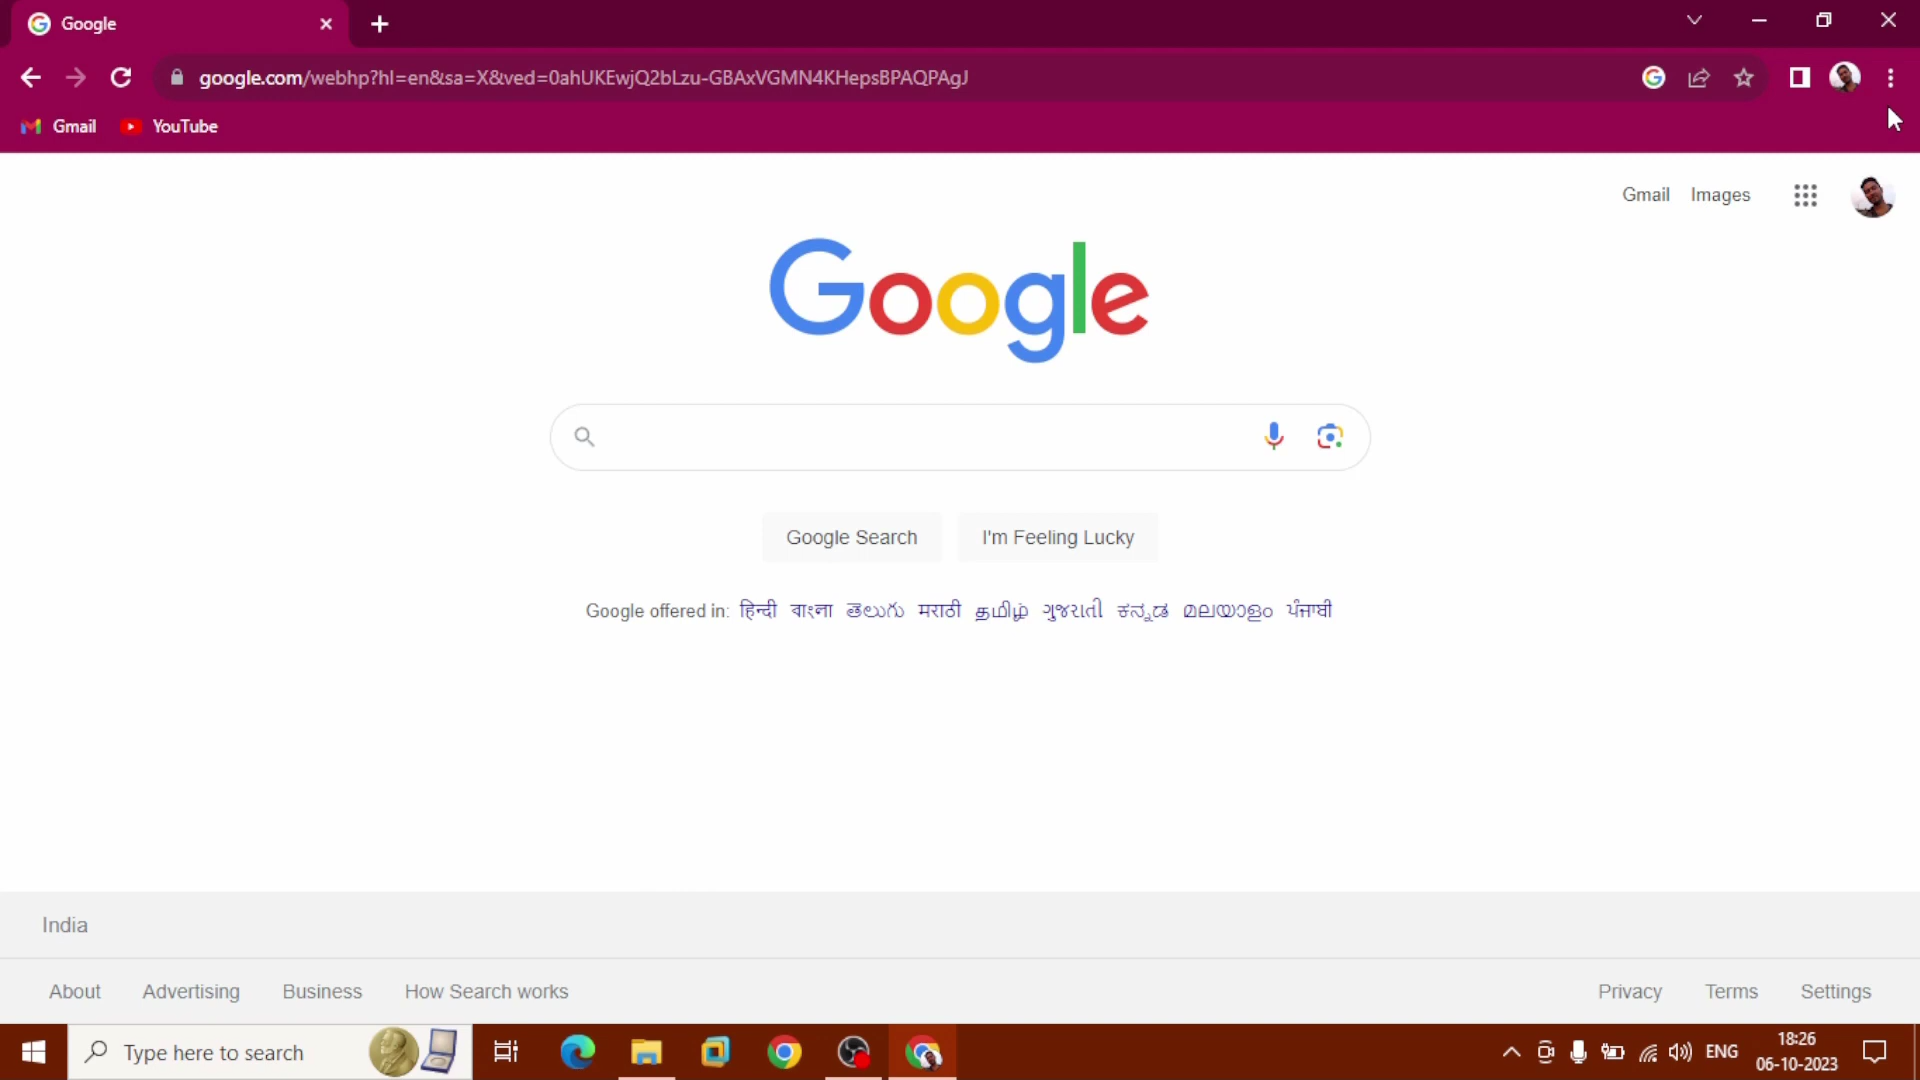 Google
google.com/webhp?hl=en&sa=X&ved=0ahUKEwjQ2bLzu-GBAxVGMN4KHepsBPAQPAgJ
Gmail YouTube
Gmail Images
Google
Google Search I'm Feeling Lucky
Google offered in: हिन्दी বাংলা తెలుగు मराठी தமிழ் ગુજરાતી ಕನ್ನಡ മലയാളം ਪੰਜਾਬੀ
India
About Advertising Business How Search works Privacy Terms Settings
Type here to search ENG 18:26
06-10-2023